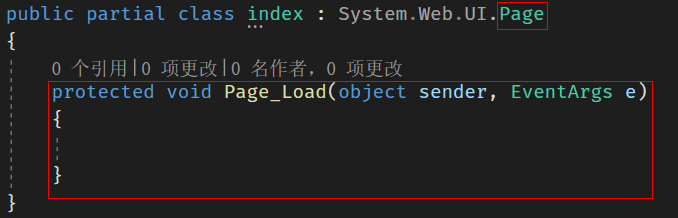 public partial class index : System.Web.UI.Page
{
0 个引用|0 项更改|0 名作者，0 项更改
protected void Page_Load(object sender, EventArgs e)
{
}
}